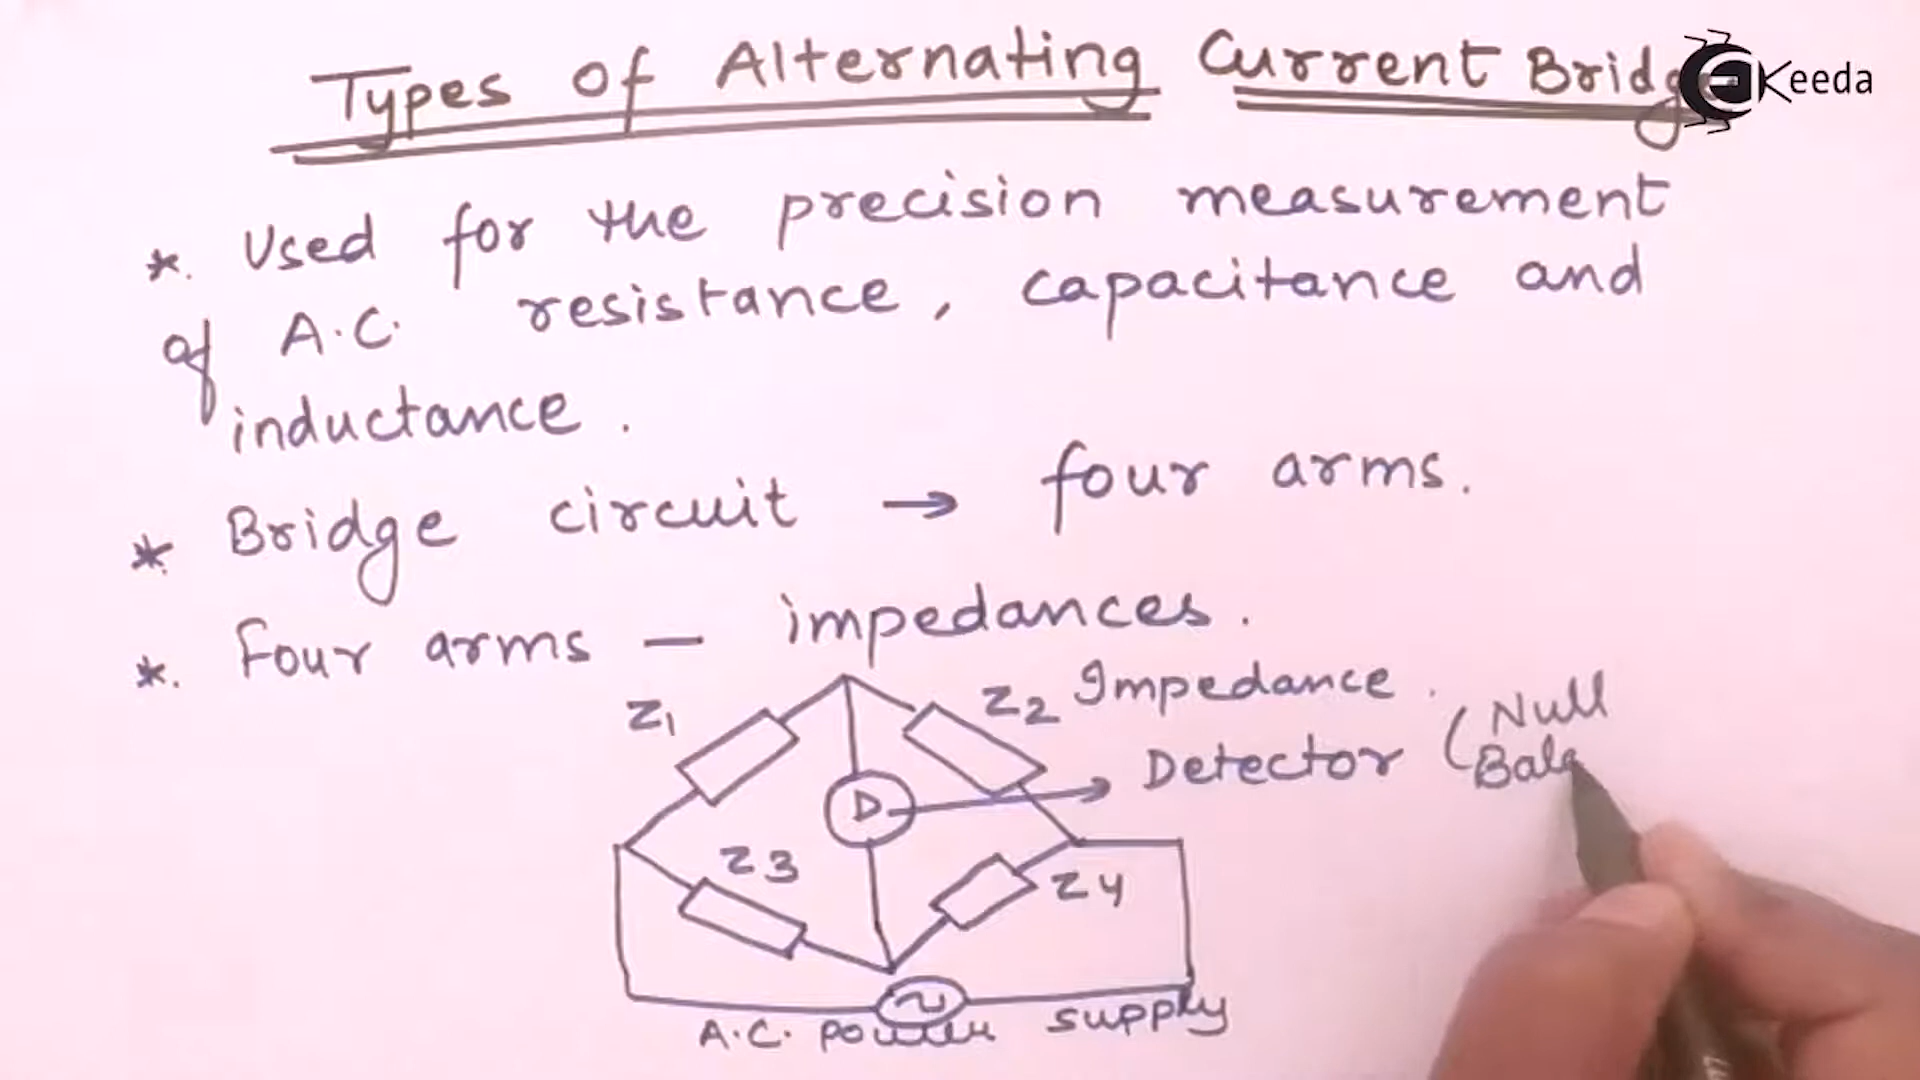 Types of Alternating Current Bridg
Keeda
*. Used for the precision measurement
of A.C. resistance, capacitance and
inductance.
* Bridge circuit → four arms.
*. Four arms — impedances.
Z1
Z2 Impedance.
D → Detector (Null
Bala
Z3
Z4
A.C. power supply